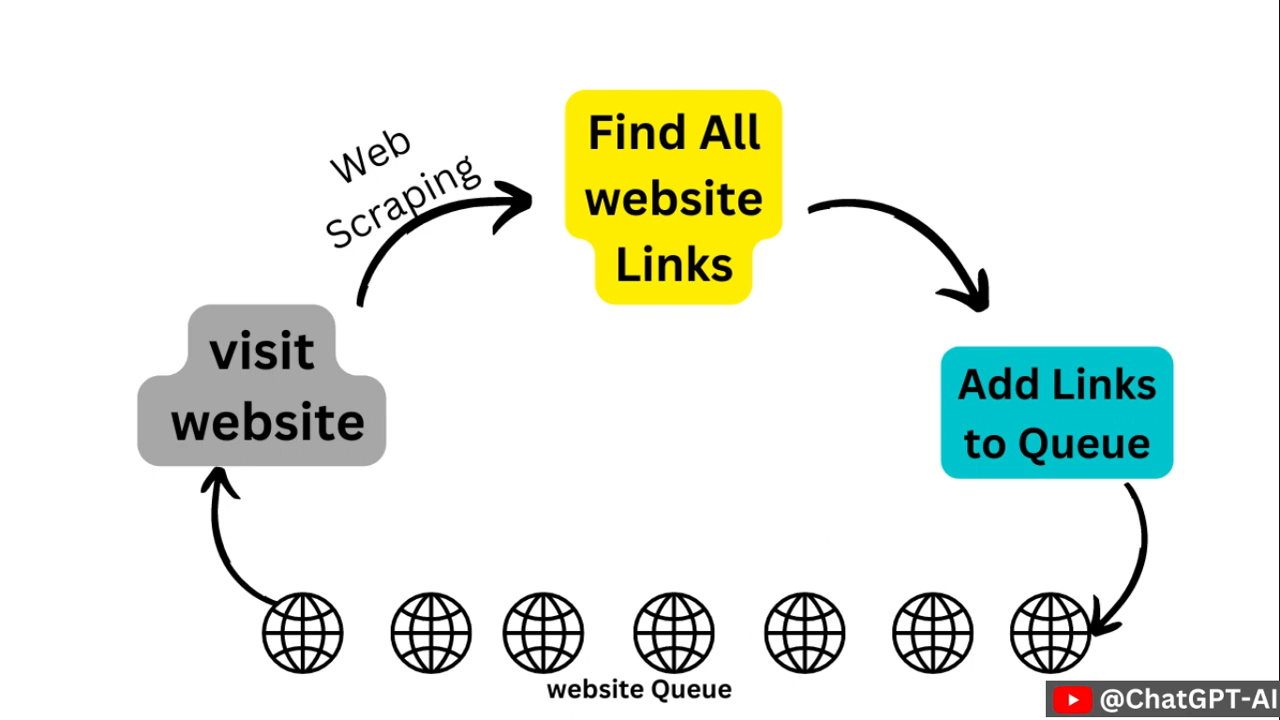 Web
Scraping
Find All
website
Links
visit
website
Add Links
to Queue
website Queue
@ChatGPT-AI